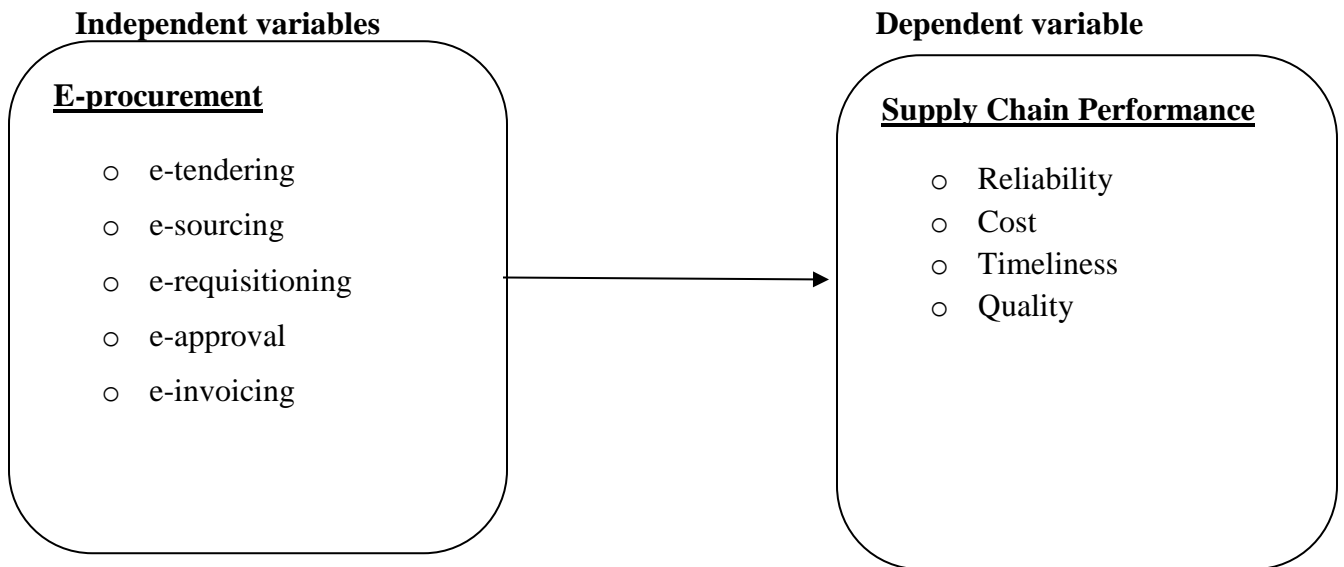 Independent variables
E-procurement
o e-tendering
o e-sourcing
o e-requisitioning
o e-approval
o e-invoicing
Dependent variable
Supply Chain Performance
o Reliability
o Cost
o Timeliness
o Quality